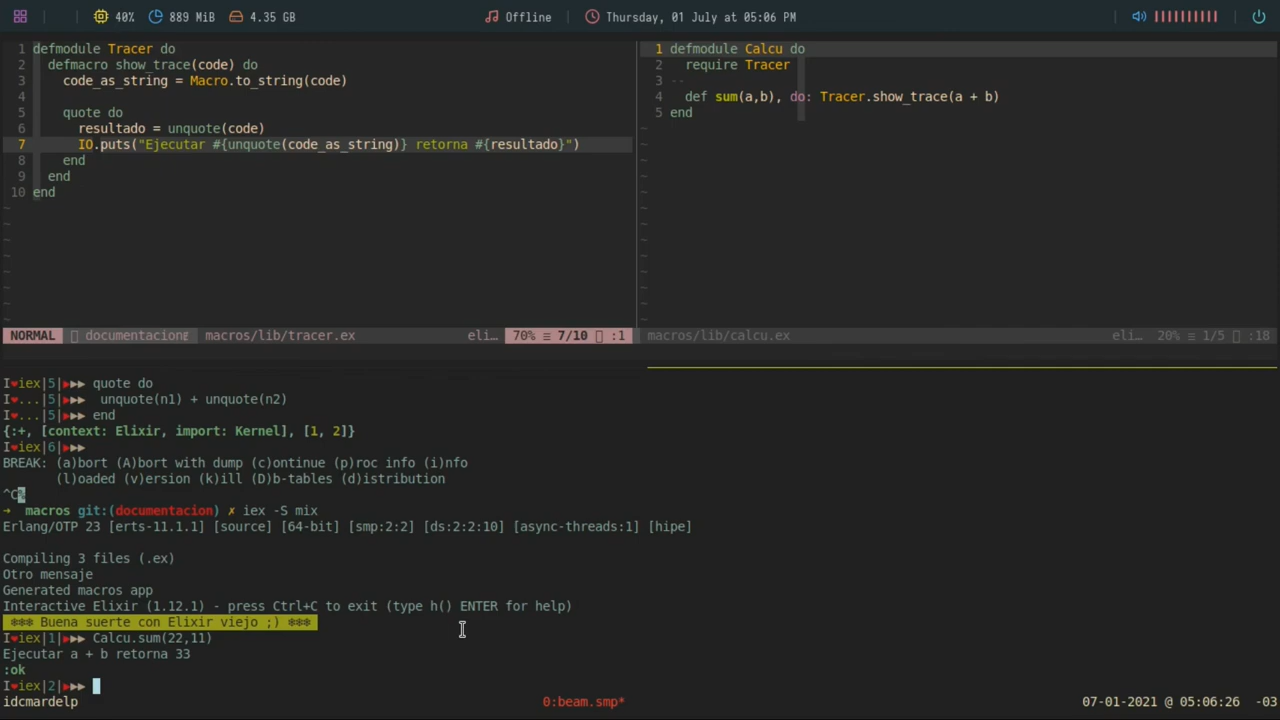 40% 889 MiB 4.35 GB Offline Thursday, 01 July at 05:06 PM
1 defmodule Tracer do
2 defmacro show_trace(code) do
3 code_as_string = Macro.to_string(code)
4
5 quote do
6 resultado = unquote(code)
7 IO.puts("Ejecutar #{unquote(code_as_string)} retorna #{resultado}")
8 end
9 end
10 end
~
~
~
~
~
~
~
~
NORMAL documentacion macros/lib/tracer.ex eli… 70% ≡ 7/10 :1
1 defmodule Calcu do
2 require Tracer
3 --
4 def sum(a,b), do: Tracer.show_trace(a + b)
5 end
~
~
~
~
~
~
~
~
~
~
~
~
~
macros/lib/calcu.ex eli… 20% ≡ 1/5 :18
I❤iex|5|▶▶▶ quote do
I❤...|5|▶▶▶ unquote(n1) + unquote(n2)
I❤...|5|▶▶▶ end
{:+, [context: Elixir, import: Kernel], [1, 2]}
I❤iex|6|▶▶▶
BREAK: (a)bort (A)bort with dump (c)ontinue (p)roc info (i)nfo
(l)oaded (v)ersion (k)ill (D)b-tables (d)istribution
^C%
→ macros git:(documentacion) ✗ iex -S mix
Erlang/OTP 23 [erts-11.1.1] [source] [64-bit] [smp:2:2] [ds:2:2:10] [async-threads:1] [hipe]
Compiling 3 files (.ex)
Otro mensaje
Generated macros app
Interactive Elixir (1.12.1) - press Ctrl+C to exit (type h() ENTER for help)
❄❄❄ Buena suerte con Elixir viejo ;) ❄❄❄
I❤iex|1|▶▶▶ Calcu.sum(22,11)
Ejecutar a + b retorna 33
:ok
I❤iex|2|▶▶▶
idcmardelp 0:beam.smp* 07-01-2021 @ 05:06:26 -03